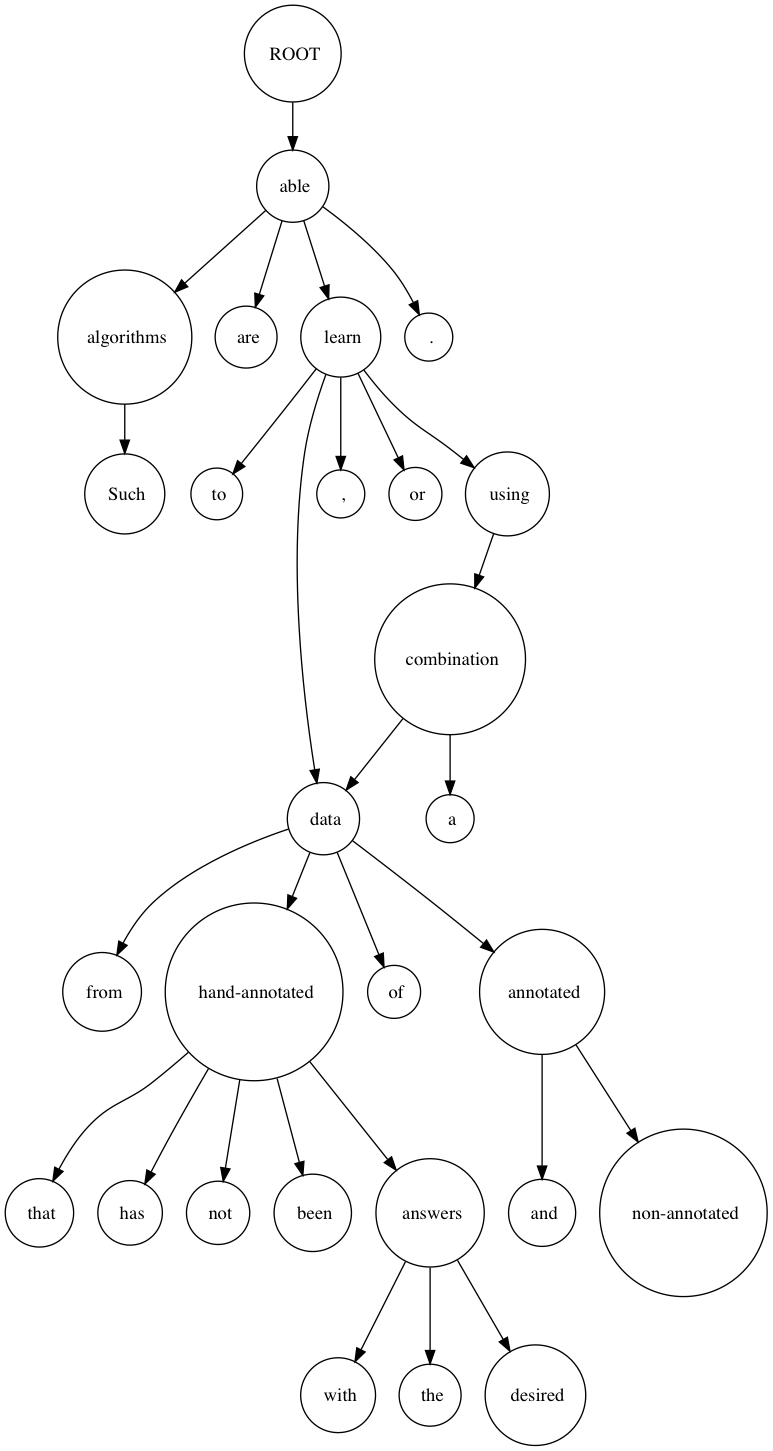 ROOT
able
algorithms
are
learn
.
Such
to
,
or
using
combination
data
a
from
hand-annotated
of
annotated
that
has
not
been
answers
and
non-annotated
with
the
desired